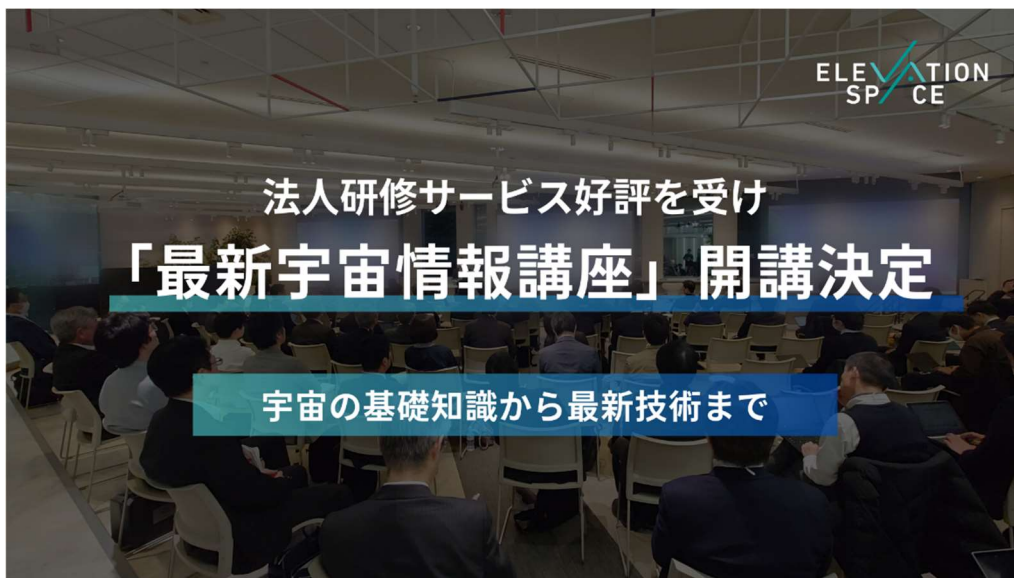 ELEVATION
SPACE
法人研修サービス好評を受け
「最新宇宙情報講座」開講決定
宇宙の基礎知識から最新技術まで